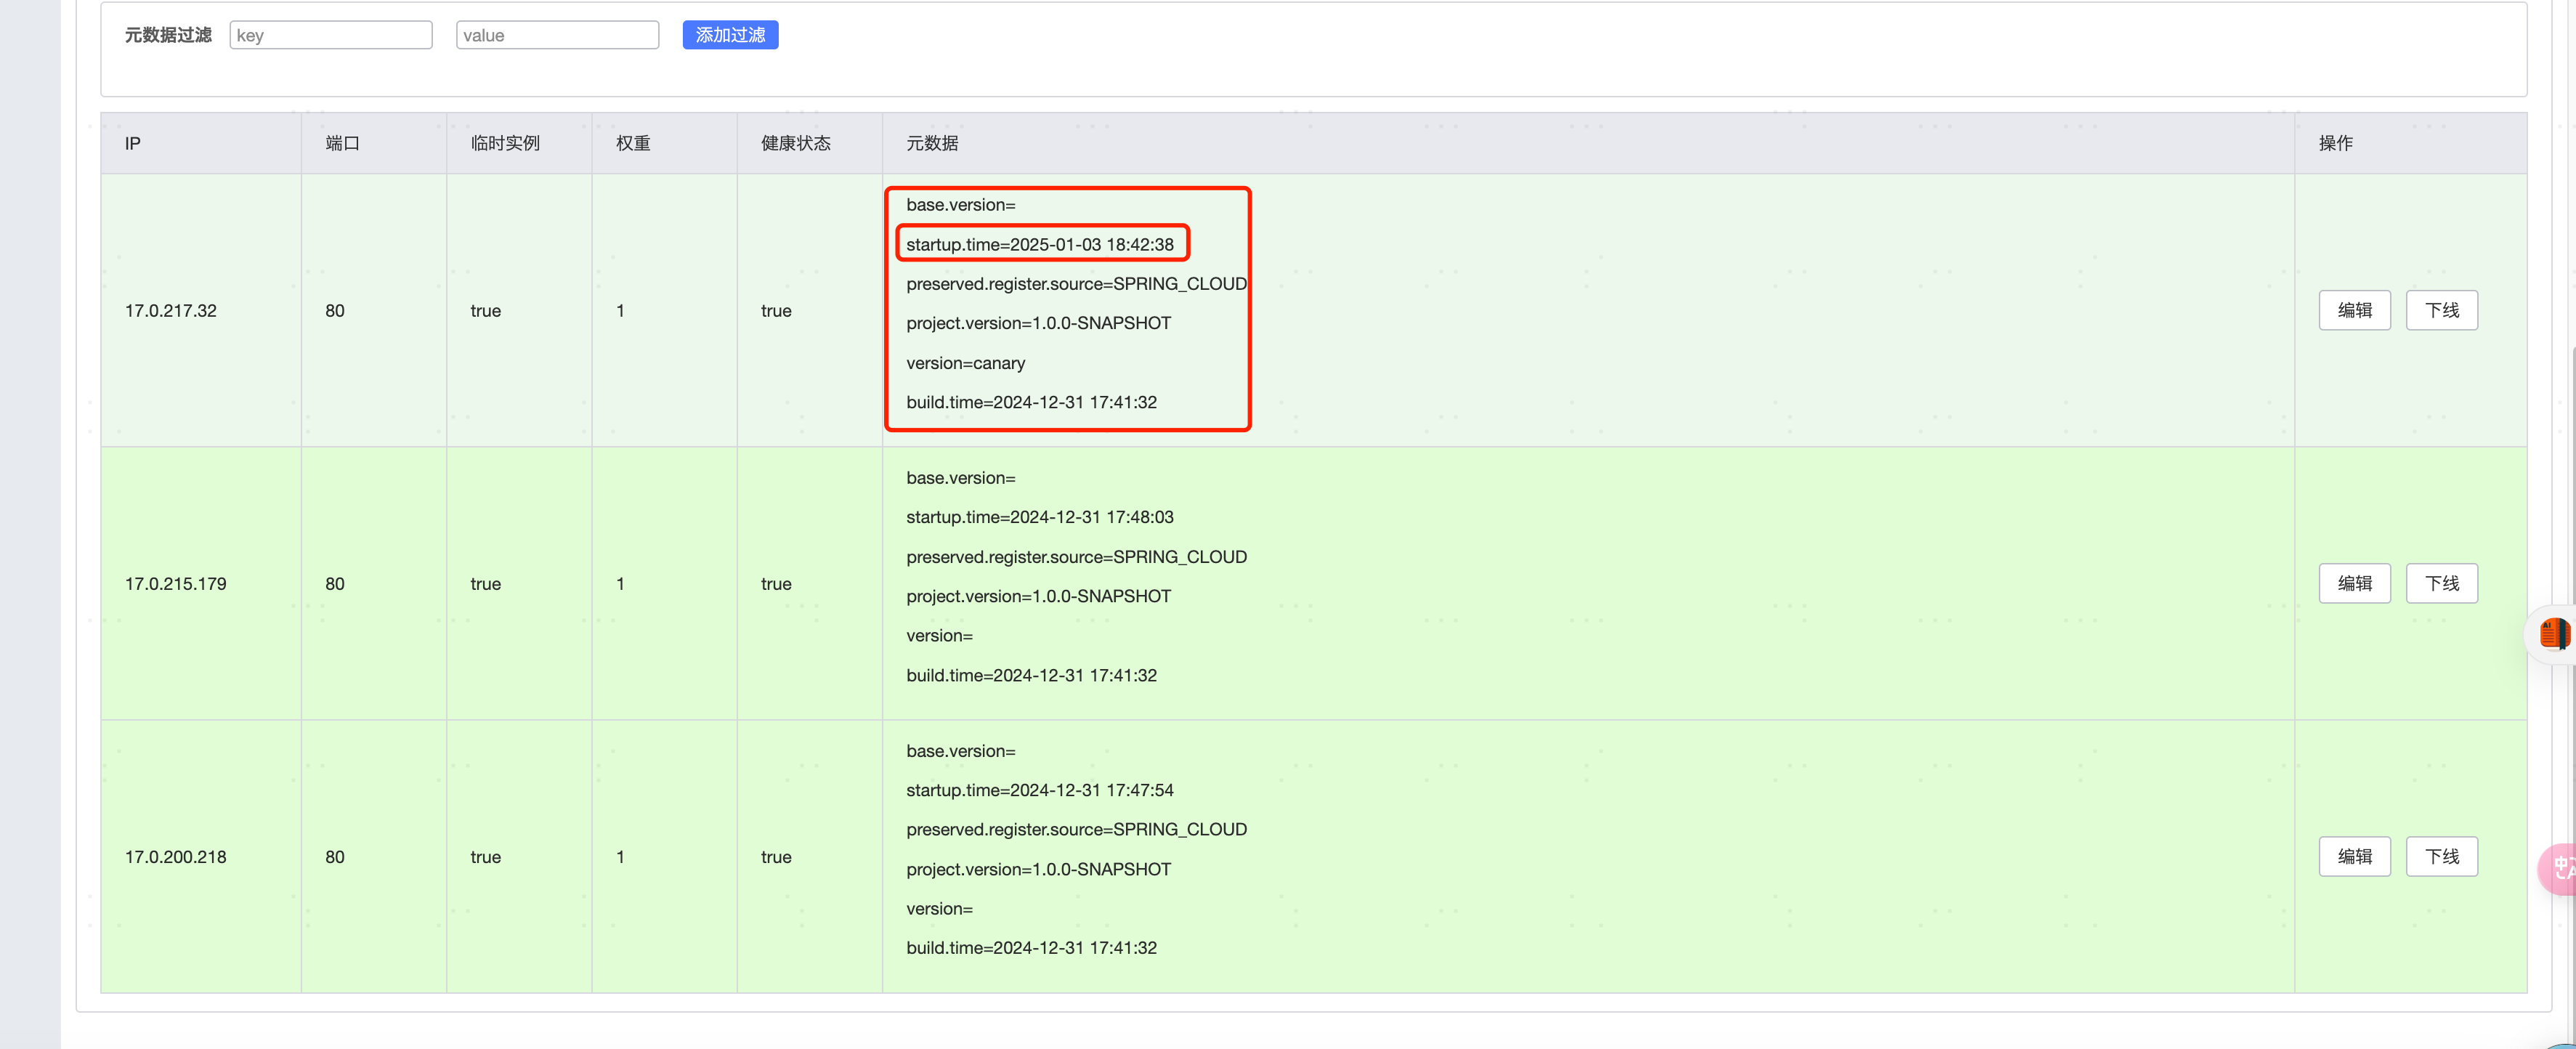 元数据过滤 key value 添加过滤
IP 端口 临时实例 权重 健康状态 元数据 操作
base.version=
startup.time=2025-01-03 18:42:38
preserved.register.source=SPRING_CLOUD
17.0.217.32 80 true 1 true 编辑 下线
project.version=1.0.0-SNAPSHOT
version=canary
build.time=2024-12-31 17:41:32
base.version=
startup.time=2024-12-31 17:48:03
preserved.register.source=SPRING_CLOUD
17.0.215.179 80 true 1 true 编辑 下线
project.version=1.0.0-SNAPSHOT
version=
build.time=2024-12-31 17:41:32
base.version=
startup.time=2024-12-31 17:47:54
preserved.register.source=SPRING_CLOUD
17.0.200.218 80 true 1 true 编辑 下线
project.version=1.0.0-SNAPSHOT
version=
build.time=2024-12-31 17:41:32
AI
中